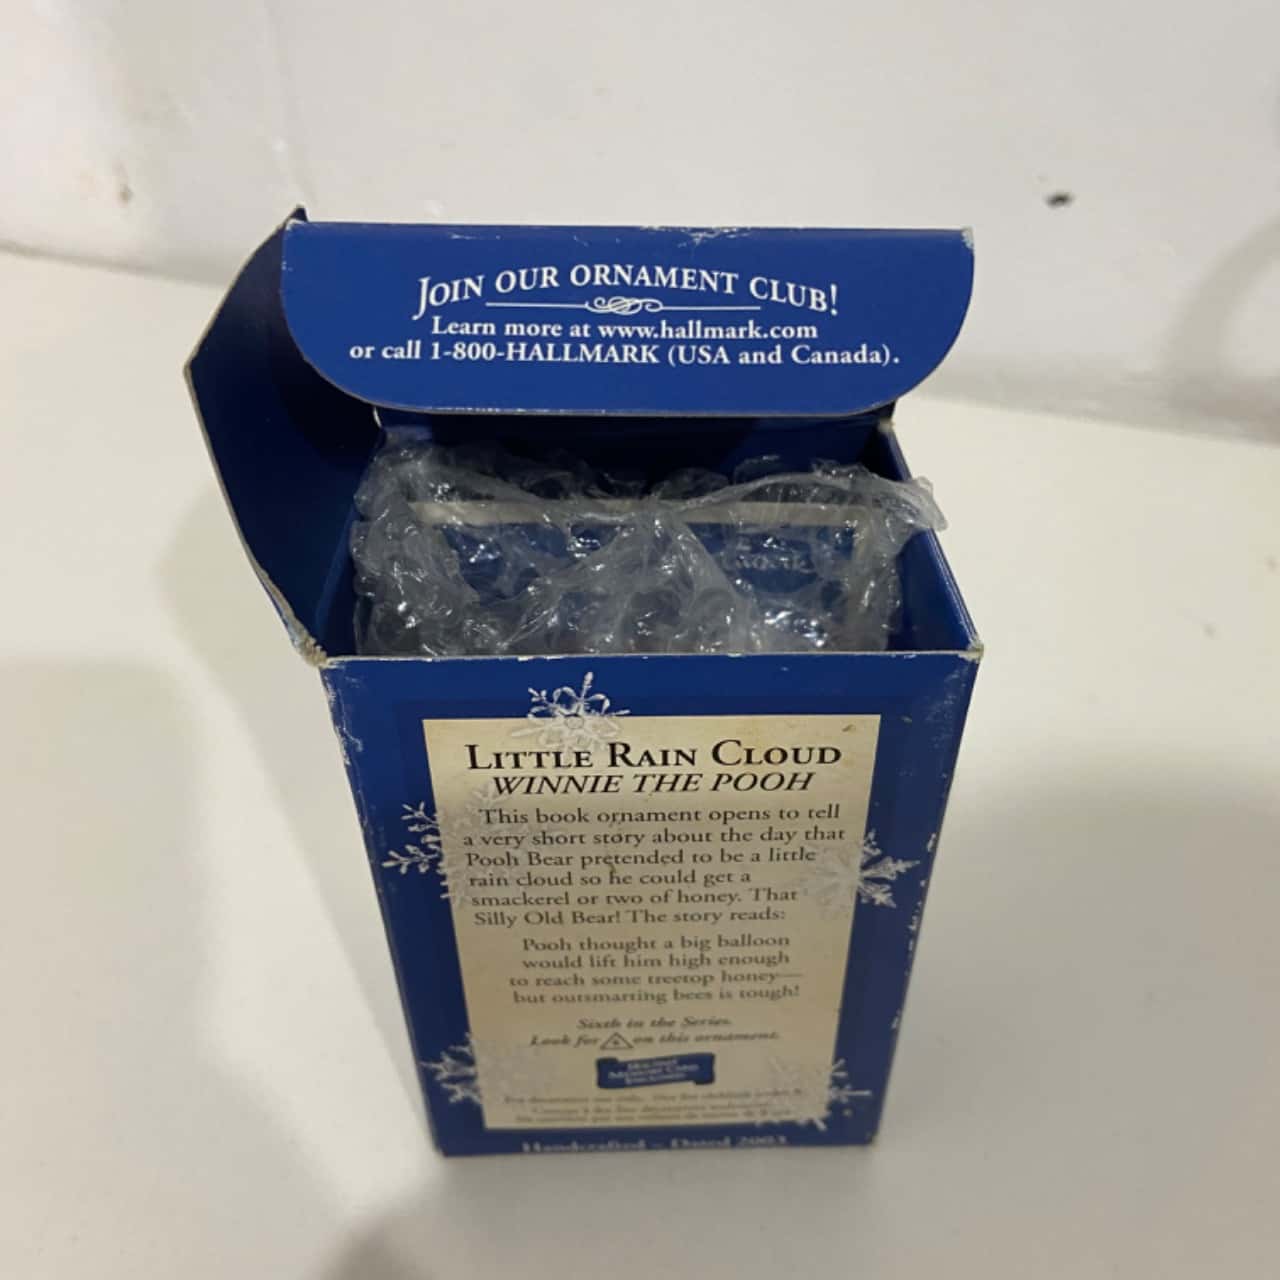 JOIN OUR ORNAMENT CLUB!
Learn more at www.hallmark.com
or call 1-800-HALLMARK (USA and Canada).
LITTLE RAIN CLOUD
WINNIE THE POOH
This book ornament opens to tell
a very short story about the day that
Pooh Bear pretended to be a little
rain cloud so he could get a
smackerel or two of honey. That
Silly Old Bear! The story reads:
Pooh thought a big balloon
would lift him high enough
to reach some treetop honey—
but outsmarting bees is tough!
Sixth in the Series.
Look for 6 on this ornament.
Handcrafted – Dated 2003